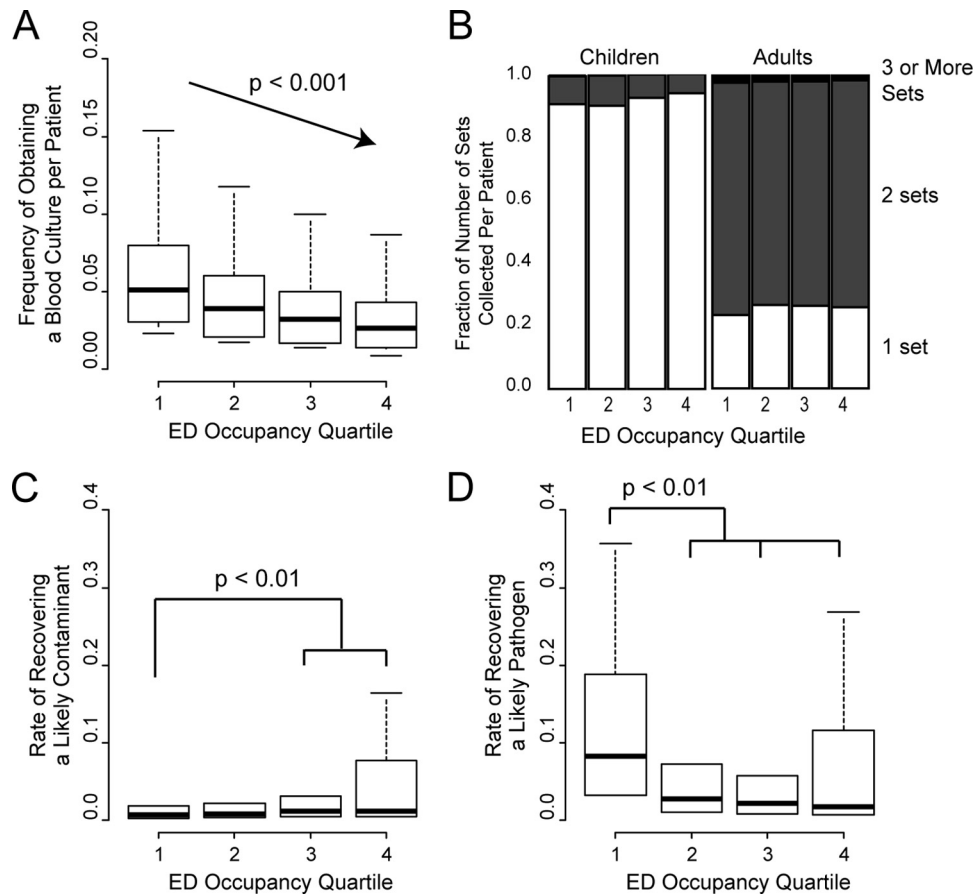 A
0.20
0.15
0.10
0.05
0.00
Frequency of Obtaining
a Blood Culture per Patient
p < 0.001
1 2 3 4
ED Occupancy Quartile
B
Children Adults
1.0
0.8
0.6
0.4
0.2
0.0
Fraction of Number of Sets
Collected Per Patient
3 or More
Sets
2 sets
1 set
1 2 3 4 1 2 3 4
ED Occupancy Quartile
C
0.4
0.3
0.2
0.1
0.0
Rate of Recovering
a Likely Contaminant
p < 0.01
1 2 3 4
ED Occupancy Quartile
D
0.4
0.3
0.2
0.1
0.0
Rate of Recovering
a Likely Pathogen
p < 0.01
1 2 3 4
ED Occupancy Quartile